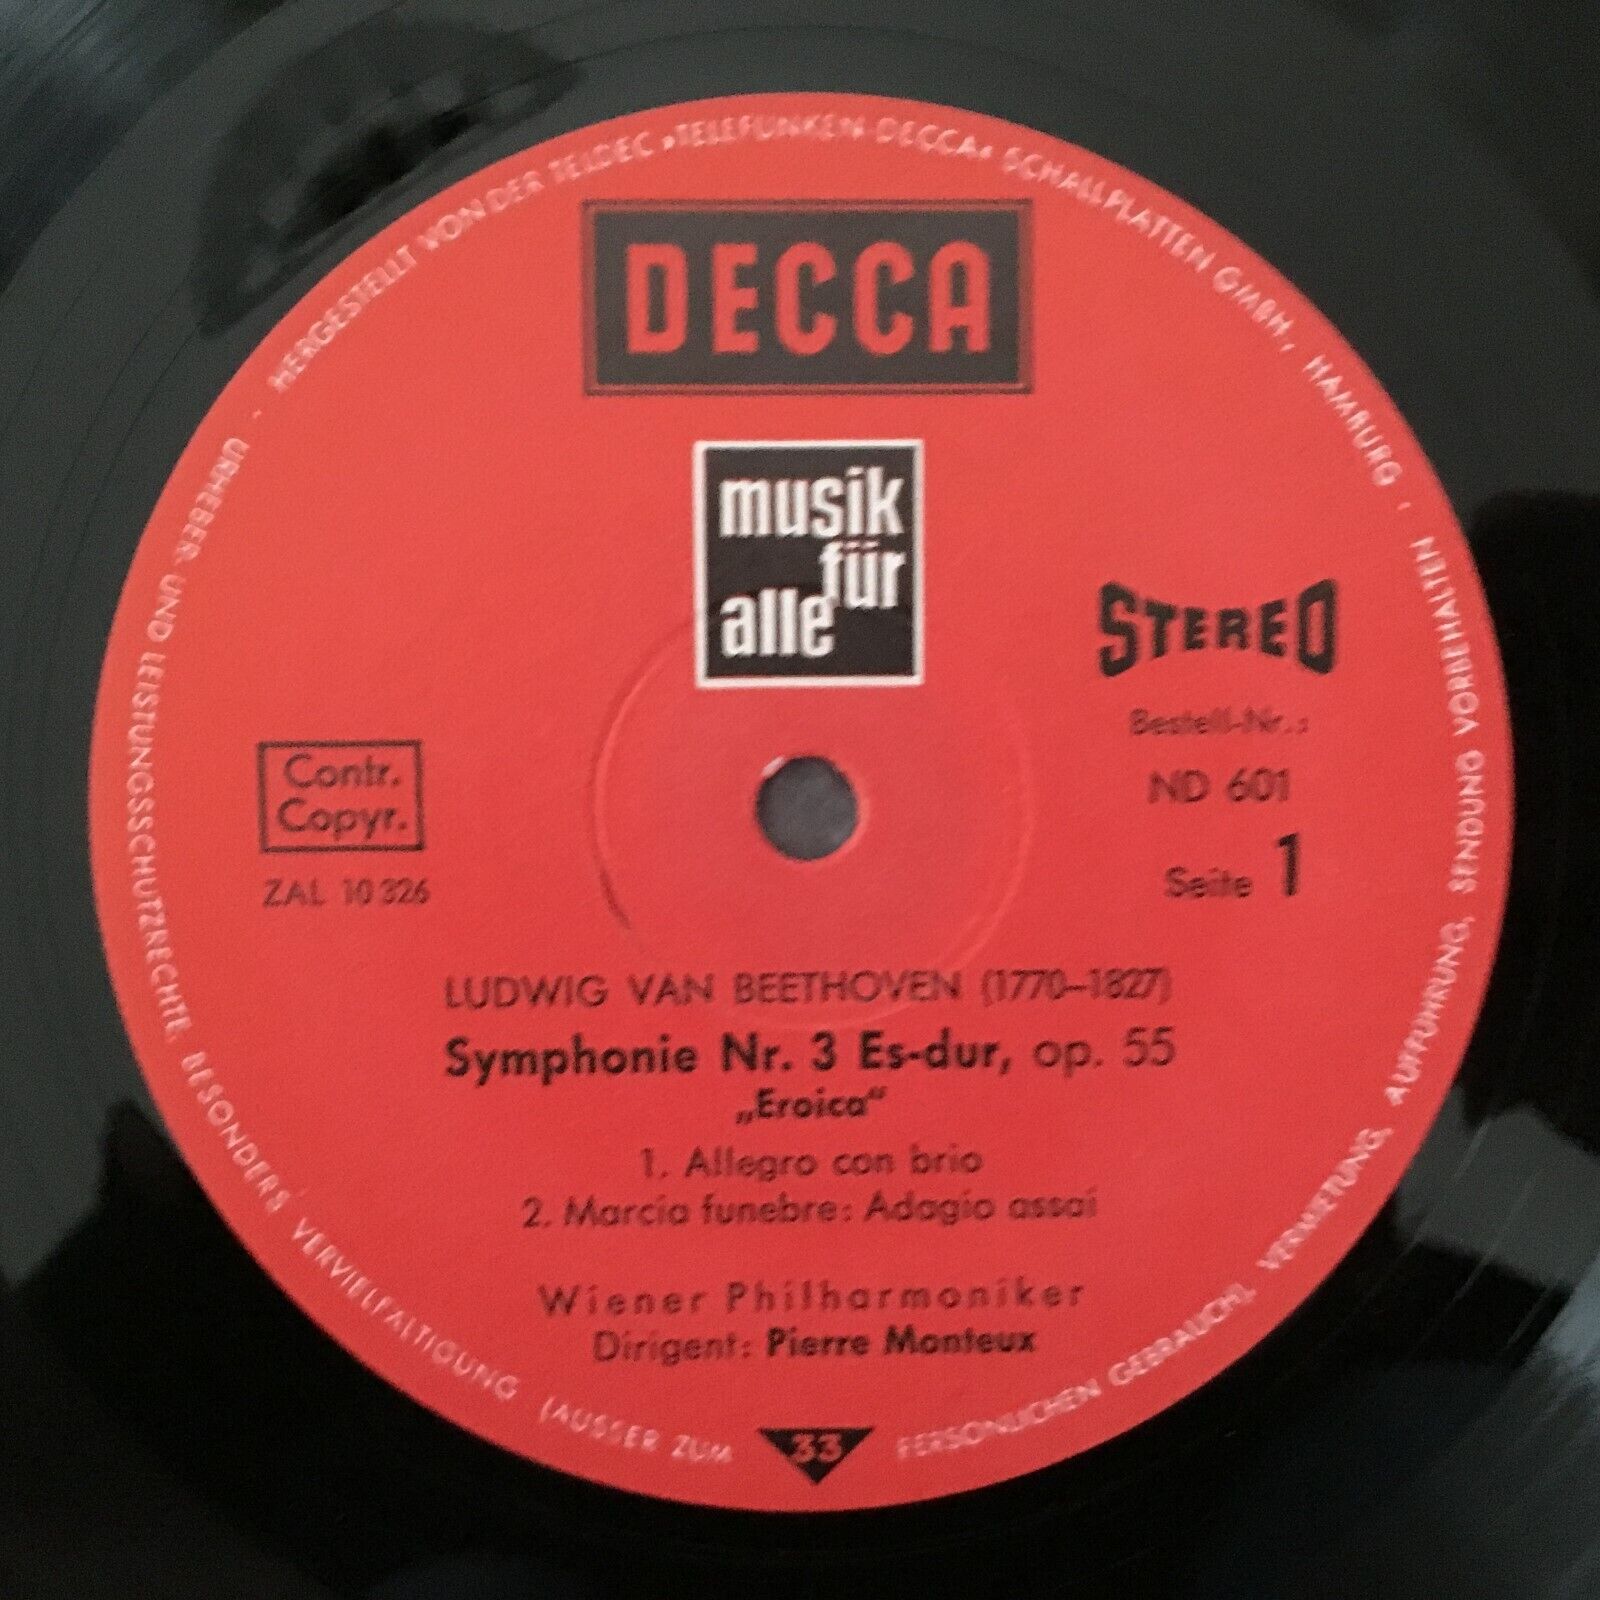 HERGESTELLT VON DER TELDEC »TELEFUNKEN-DECCA« SCHALLPLATTEN GMBH, HAMBURG ·
DECCA
musik
für
alle
STEREO
Bestell-Nr.:
ND 601
Seite 1
Contr.
Copyr.
ZAL 10 326
LUDWIG VAN BEETHOVEN (1770–1827)
Symphonie Nr. 3 Es-dur, op. 55
„Eroica“
1. Allegro con brio
2. Marcia funebre: Adagio assai
Wiener Philharmoniker
Dirigent: Pierre Monteux
33
URHEBER- UND LEISTUNGSSCHUTZRECHTE, BESONDERS VERVIELFÄLTIGUNG (AUSSER ZUM PERSÖNLICHEN GEBRAUCH), VERMIETUNG, AUFFÜHRUNG, SENDUNG VORBEHALTEN